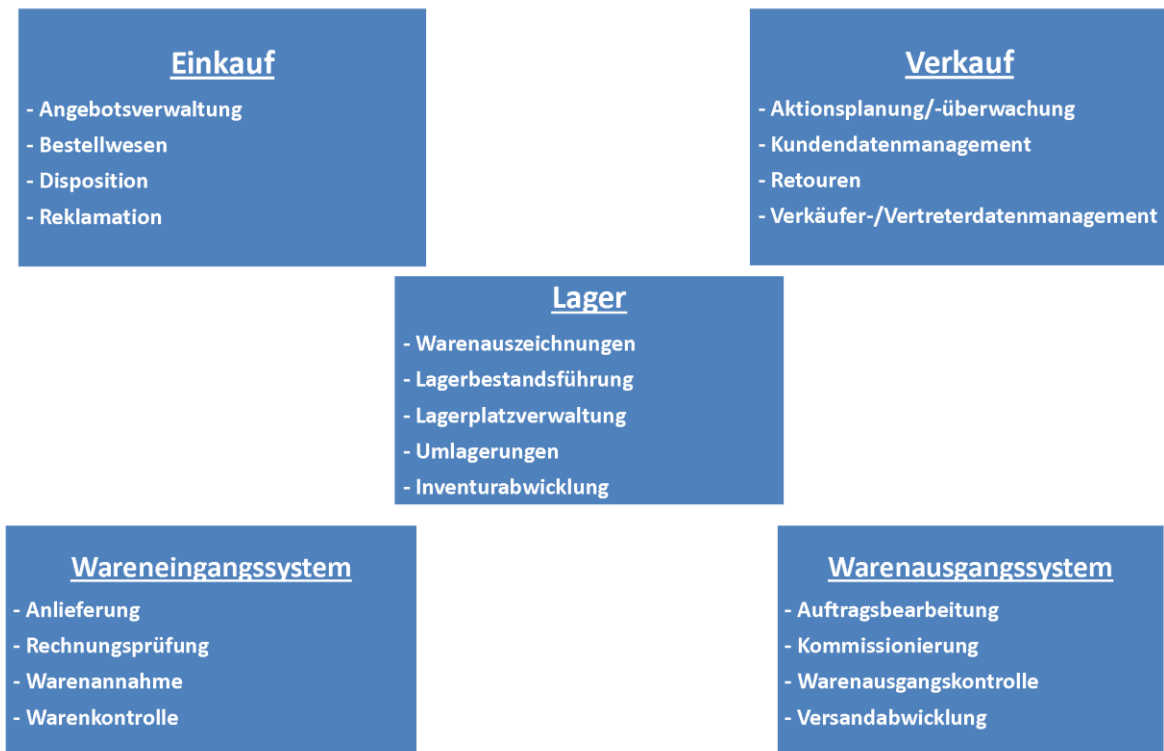 Einkauf
- Angebotsverwaltung
- Bestellwesen
- Disposition
- Reklamation
Verkauf
- Aktionsplanung/-überwachung
- Kundendatenmanagement
- Retouren
- Verkäufer-/Vertreterdatenmanagement
Lager
- Warenauszeichnungen
- Lagerbestandsführung
- Lagerplatzverwaltung
- Umlagerungen
- Inventurabwicklung
Wareneingangssystem
- Anlieferung
- Rechnungsprüfung
- Warenannahme
- Warenkontrolle
Warenausgangssystem
- Auftragsbearbeitung
- Kommissionierung
- Warenausgangskontrolle
- Versandabwicklung